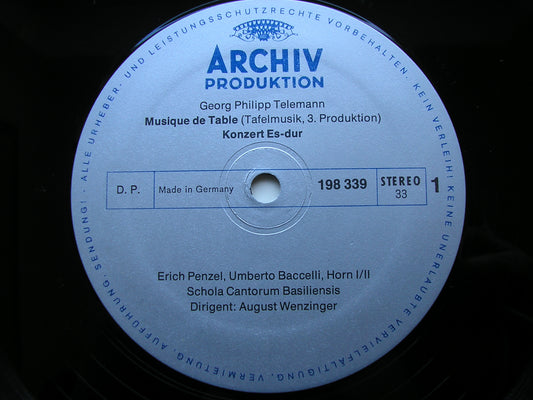 ARCHIV
PRODUKTION
Georg Philipp Telemann
Musique de Table (Tafelmusik, 3. Produktion)
Konzert Es-dur
D. P.
Made in Germany
198 339
STEREO
33
1
Erich Penzel, Umberto Baccelli, Horn I/II
Schola Cantorum Basiliensis
Dirigent: August Wenzinger
· ALLE URHEBER- UND LEISTUNGSSCHUTZRECHTE VORBEHALTEN. KEIN VERLEIH! KEINE UNERLAUBTE VERVIELFÄLTIGUNG, VERMIETUNG, AUFFÜHRUNG, SENDUNG!